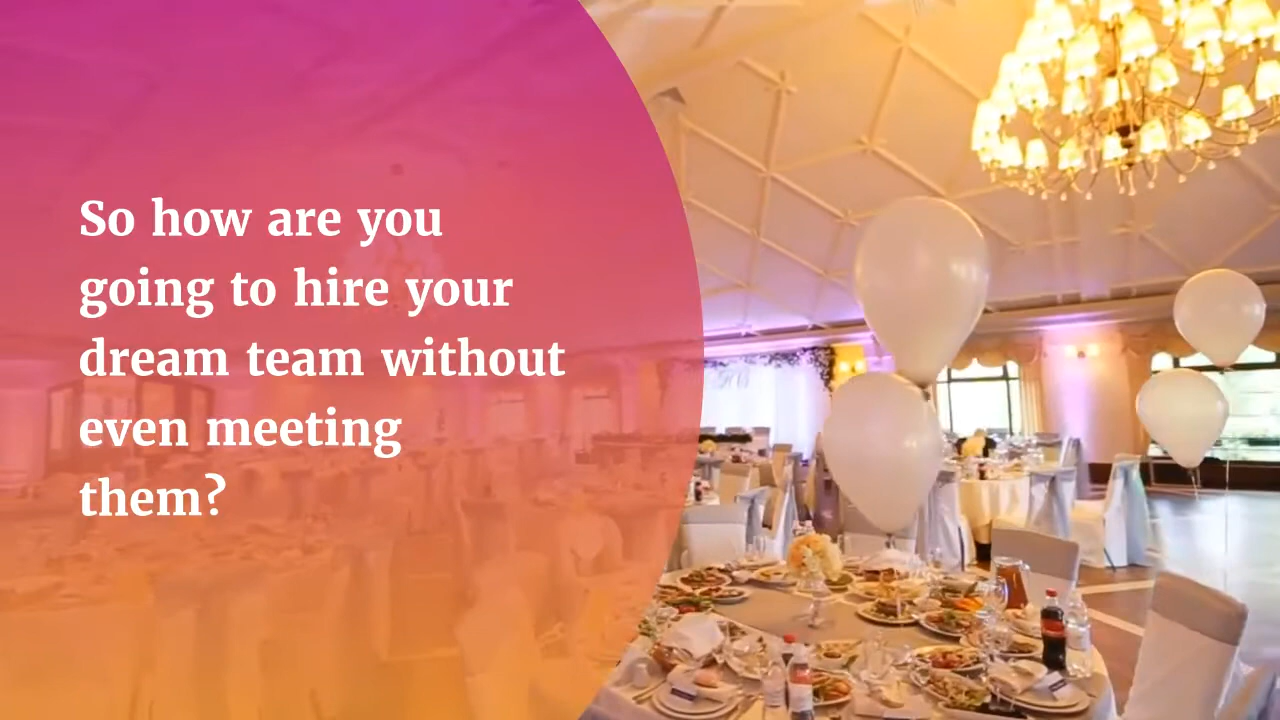 So how are you
going to hire your
dream team without
even meeting
them?